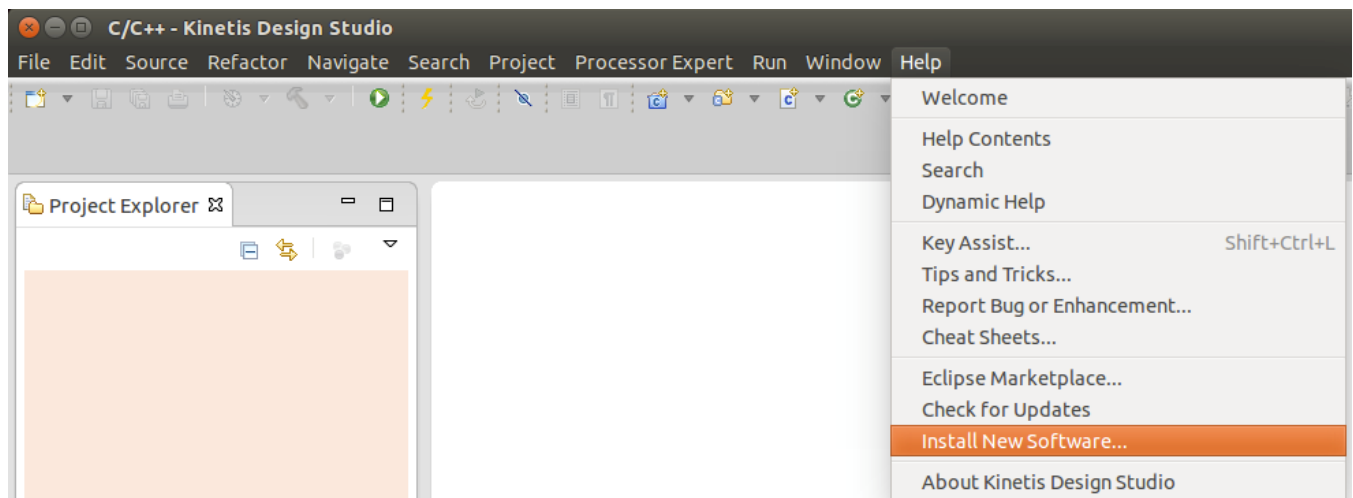 C/C++ - Kinetis Design Studio
File Edit Source Refactor Navigate Search Project Processor Expert Run Window Help
Welcome
Help Contents
Search
Dynamic Help
Project Explorer
Key Assist... Shift+Ctrl+L
Tips and Tricks...
Report Bug or Enhancement...
Cheat Sheets...
Eclipse Marketplace...
Check for Updates
Install New Software...
About Kinetis Design Studio